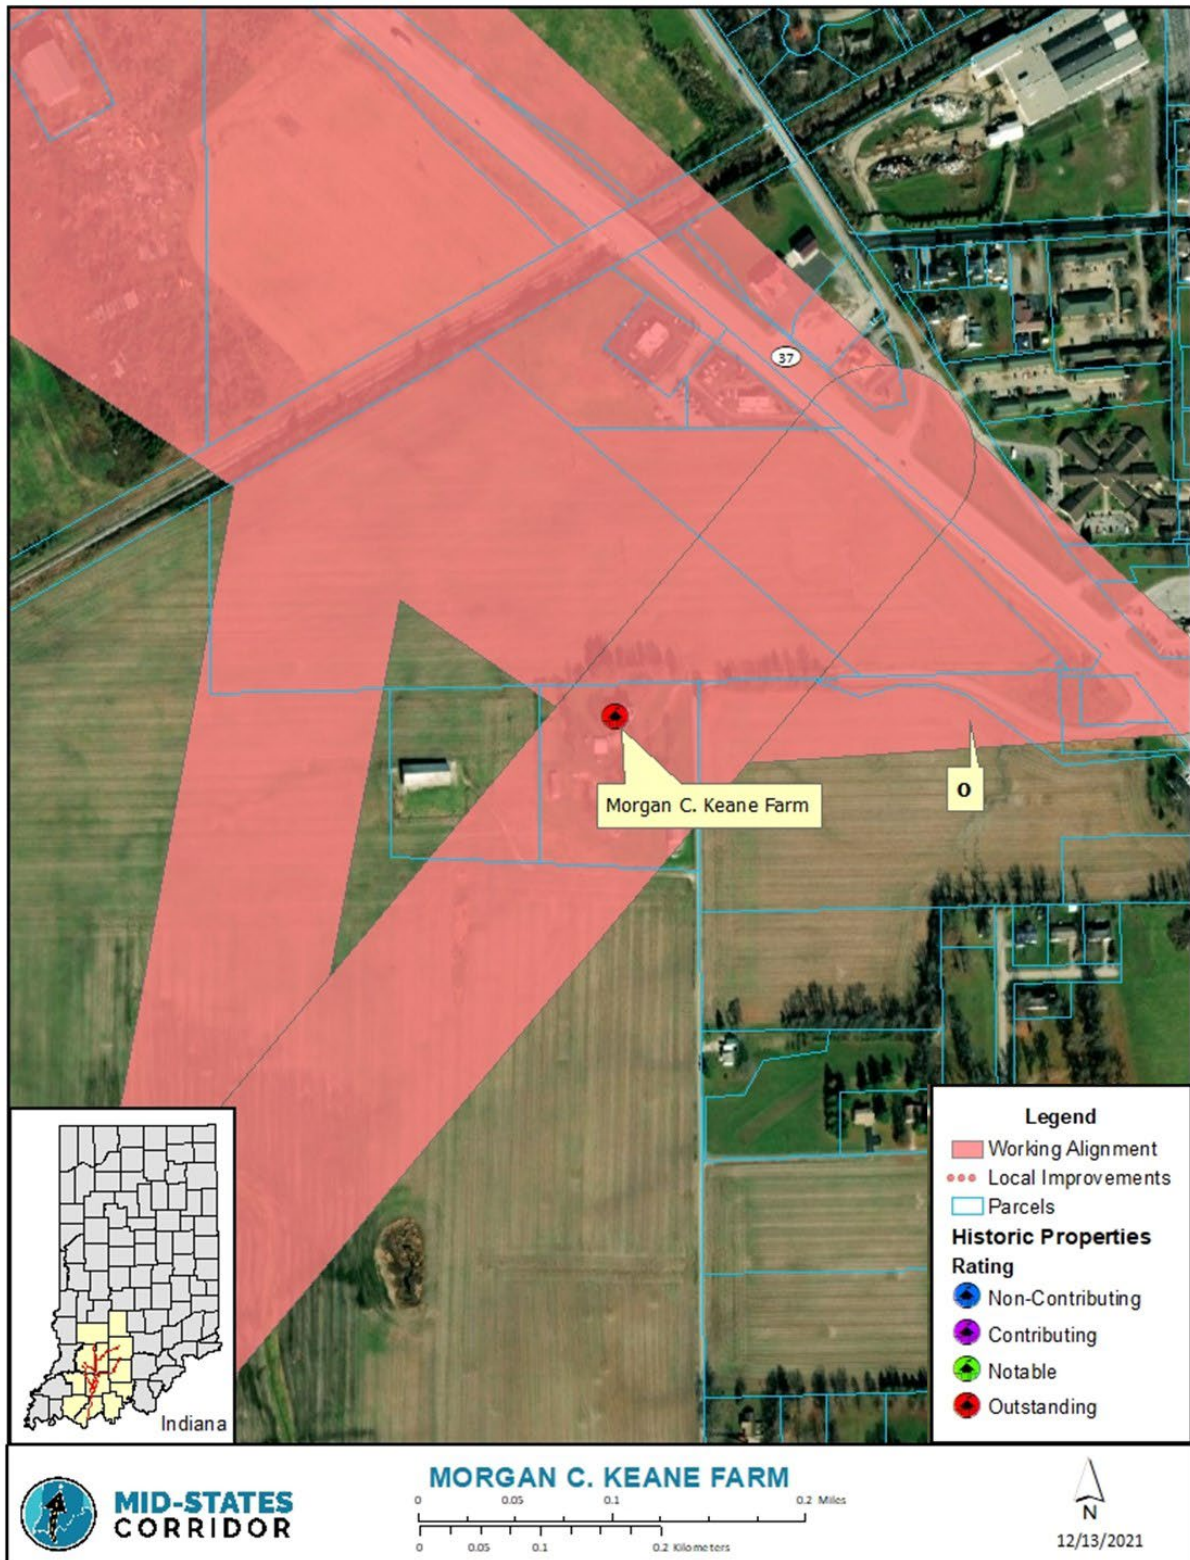 37
Morgan C. Keane Farm
O
Legend
Working Alignment
Local Improvements
Parcels
Historic Properties
Rating
Non-Contributing
Contributing
Notable
Outstanding
Indiana
MID-STATES
CORRIDOR
MORGAN C. KEANE FARM
0 0.05 0.1 0.2 Miles
0 0.05 0.1 0.2 Kilometers
N
12/13/2021